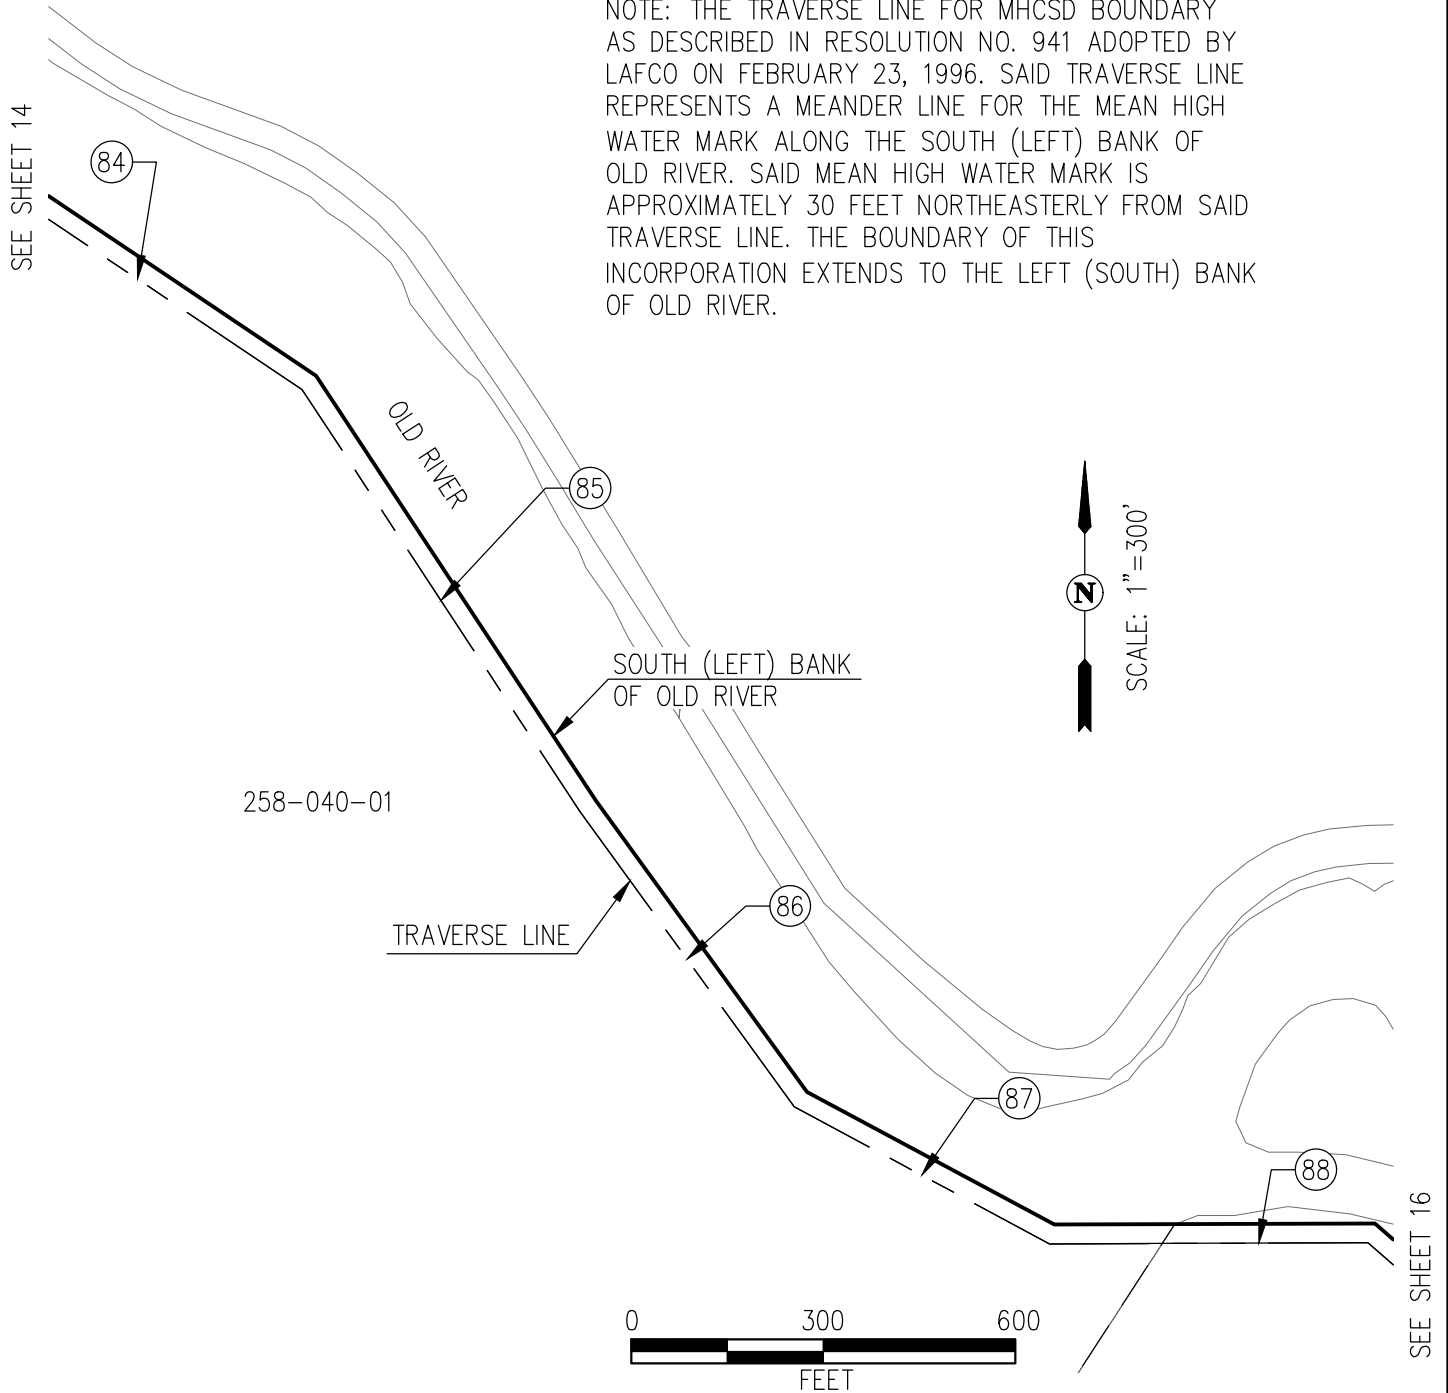 NOTE: THE TRAVERSE LINE FOR MHCSD BOUNDARY
AS DESCRIBED IN RESOLUTION NO. 941 ADOPTED BY
LAFCO ON FEBRUARY 23, 1996. SAID TRAVERSE LINE
REPRESENTS A MEANDER LINE FOR THE MEAN HIGH
WATER MARK ALONG THE SOUTH (LEFT) BANK OF
OLD RIVER. SAID MEAN HIGH WATER MARK IS
APPROXIMATELY 30 FEET NORTHEASTERLY FROM SAID
TRAVERSE LINE. THE BOUNDARY OF THIS
INCORPORATION EXTENDS TO THE LEFT (SOUTH) BANK
OF OLD RIVER.
SEE SHEET 14
84
OLD RIVER
85
N
SCALE: 1"=300'
SOUTH (LEFT) BANK
OF OLD RIVER
258-040-01
86
TRAVERSE LINE
87
88
SEE SHEET 16
0 300 600
FEET